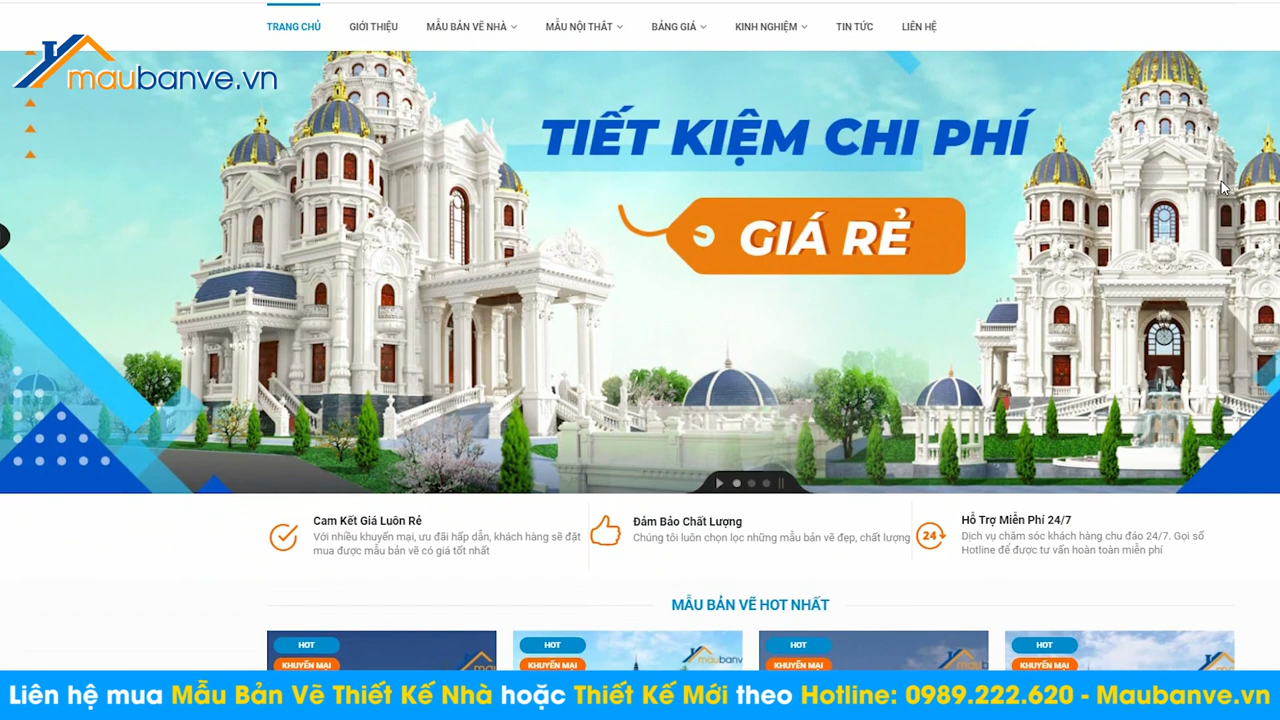 TRANG CHỦ GIỚI THIỆU MẪU BẢN VẼ NHÀ MẪU NỘI THẤT BẢNG GIÁ KINH NGHIỆM TIN TỨC LIÊN HỆ
maubanve.vn
TIẾT KIỆM CHI PHÍ
GIÁ RẺ
Cam Kết Giá Luôn Rẻ
Với nhiều khuyến mại, ưu đãi hấp dẫn, khách hàng sẽ đặt
mua được mẫu bản vẽ có giá tốt nhất
Đảm Bảo Chất Lượng
Chúng tôi luôn chọn lọc những mẫu bản vẽ đẹp, chất lượng
24
Hỗ Trợ Miễn Phí 24/7
Dịch vụ chăm sóc khách hàng chu đáo 24/7. Gọi số
Hotline để được tư vấn hoàn toàn miễn phí
MẪU BẢN VẼ HOT NHẤT
HOT HOT HOT HOT
KHUYẾN MẠI KHUYẾN MẠI KHUYẾN MẠI KHUYẾN MẠI
Liên hệ mua Mẫu Bản Vẽ Thiết Kế Nhà hoặc Thiết Kế Mới theo Hotline: 0989.222.620 - Maubanve.vn